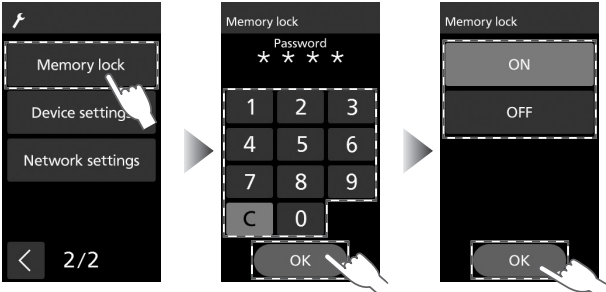 Memory lock
Device settings
Network settings
2/2
Memory lock
Password
* * * *
1 2 3
4 5 6
7 8 9
C 0
OK
Memory lock
ON
OFF
OK